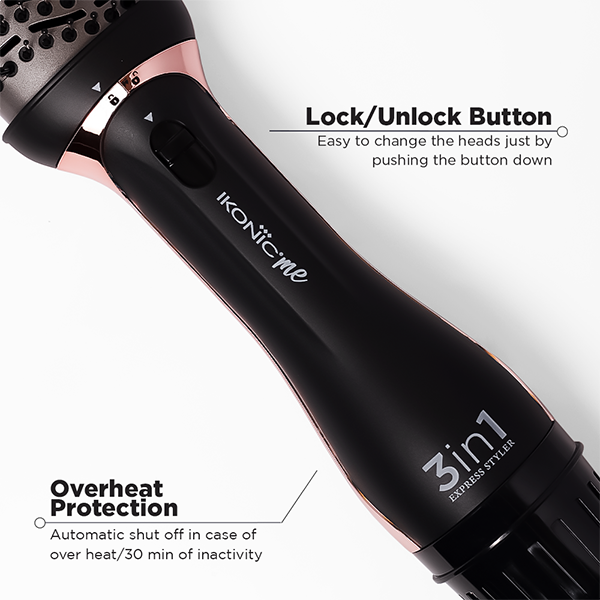 Lock/Unlock Button
Easy to change the heads just by
pushing the button down
IKONIC me
3in1
EXPRESS STYLER
Overheat
Protection
Automatic shut off in case of
over heat/30 min of inactivity